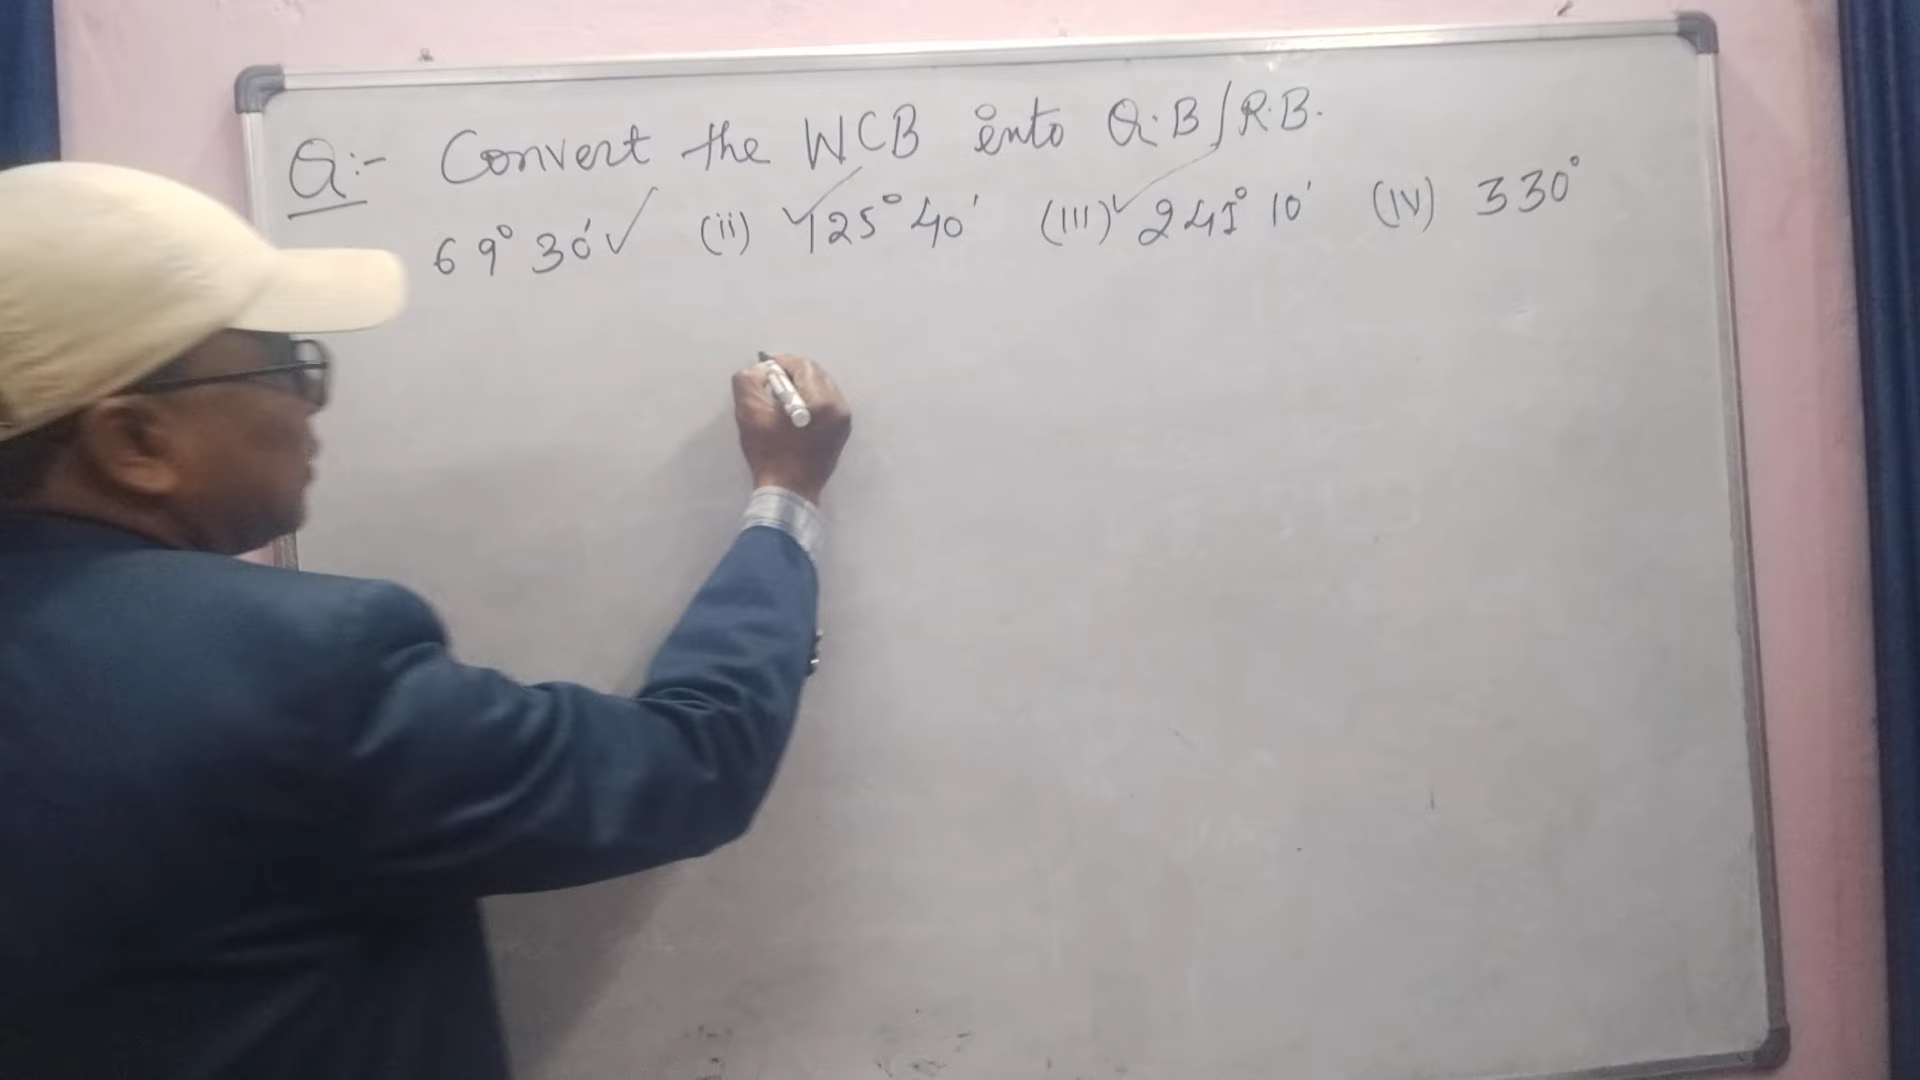 Q:- Convert the WCB into Q.B/R.B.
69° 30' ✓ (ii) 125° 40' (III) 241° 10' (IV) 330°